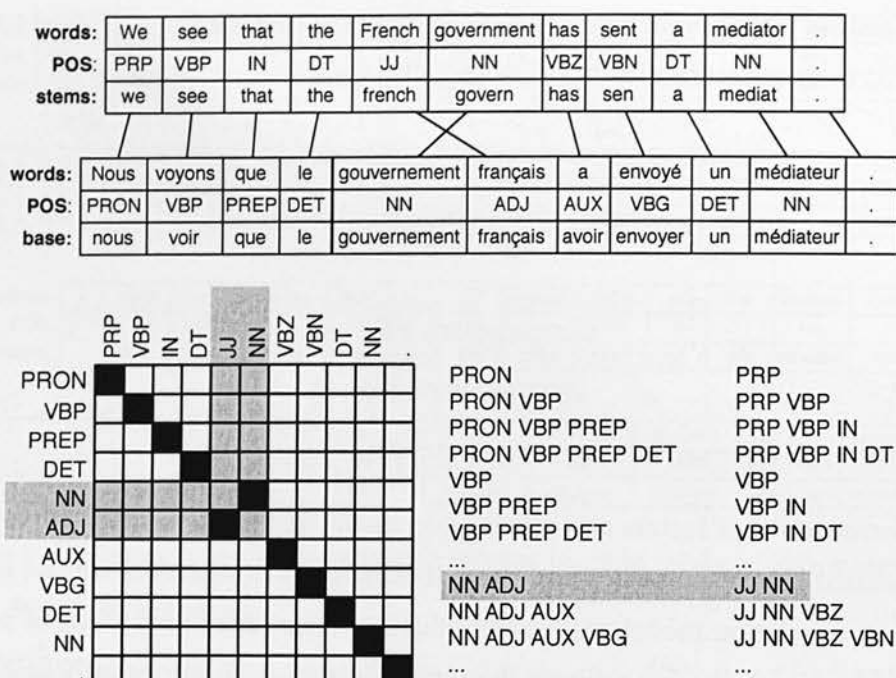 words: We see that the French government has sent a mediator .
POS: PRP VBP IN DT JJ NN VBZ VBN DT NN .
stems: we see that the french govern has sen a mediat .
words: Nous voyons que le gouvernement français a envoyé un médiateur .
POS: PRON VBP PREP DET NN ADJ AUX VBG DET NN .
base: nous voir que le gouvernement français avoir envoyer un médiateur .
PRP VBP IN DT JJ NN VBZ VBN DT NN .
PRON
VBP
PREP
DET
NN
ADJ
AUX
VBG
DET
NN
.
PRON PRP
PRON VBP PRP VBP
PRON VBP PREP PRP VBP IN
PRON VBP PREP DET PRP VBP IN DT
VBP VBP
VBP PREP VBP IN
VBP PREP DET VBP IN DT
... ...
NN ADJ JJ NN
NN ADJ AUX JJ NN VBZ
NN ADJ AUX VBG JJ NN VBZ VBN
... ...